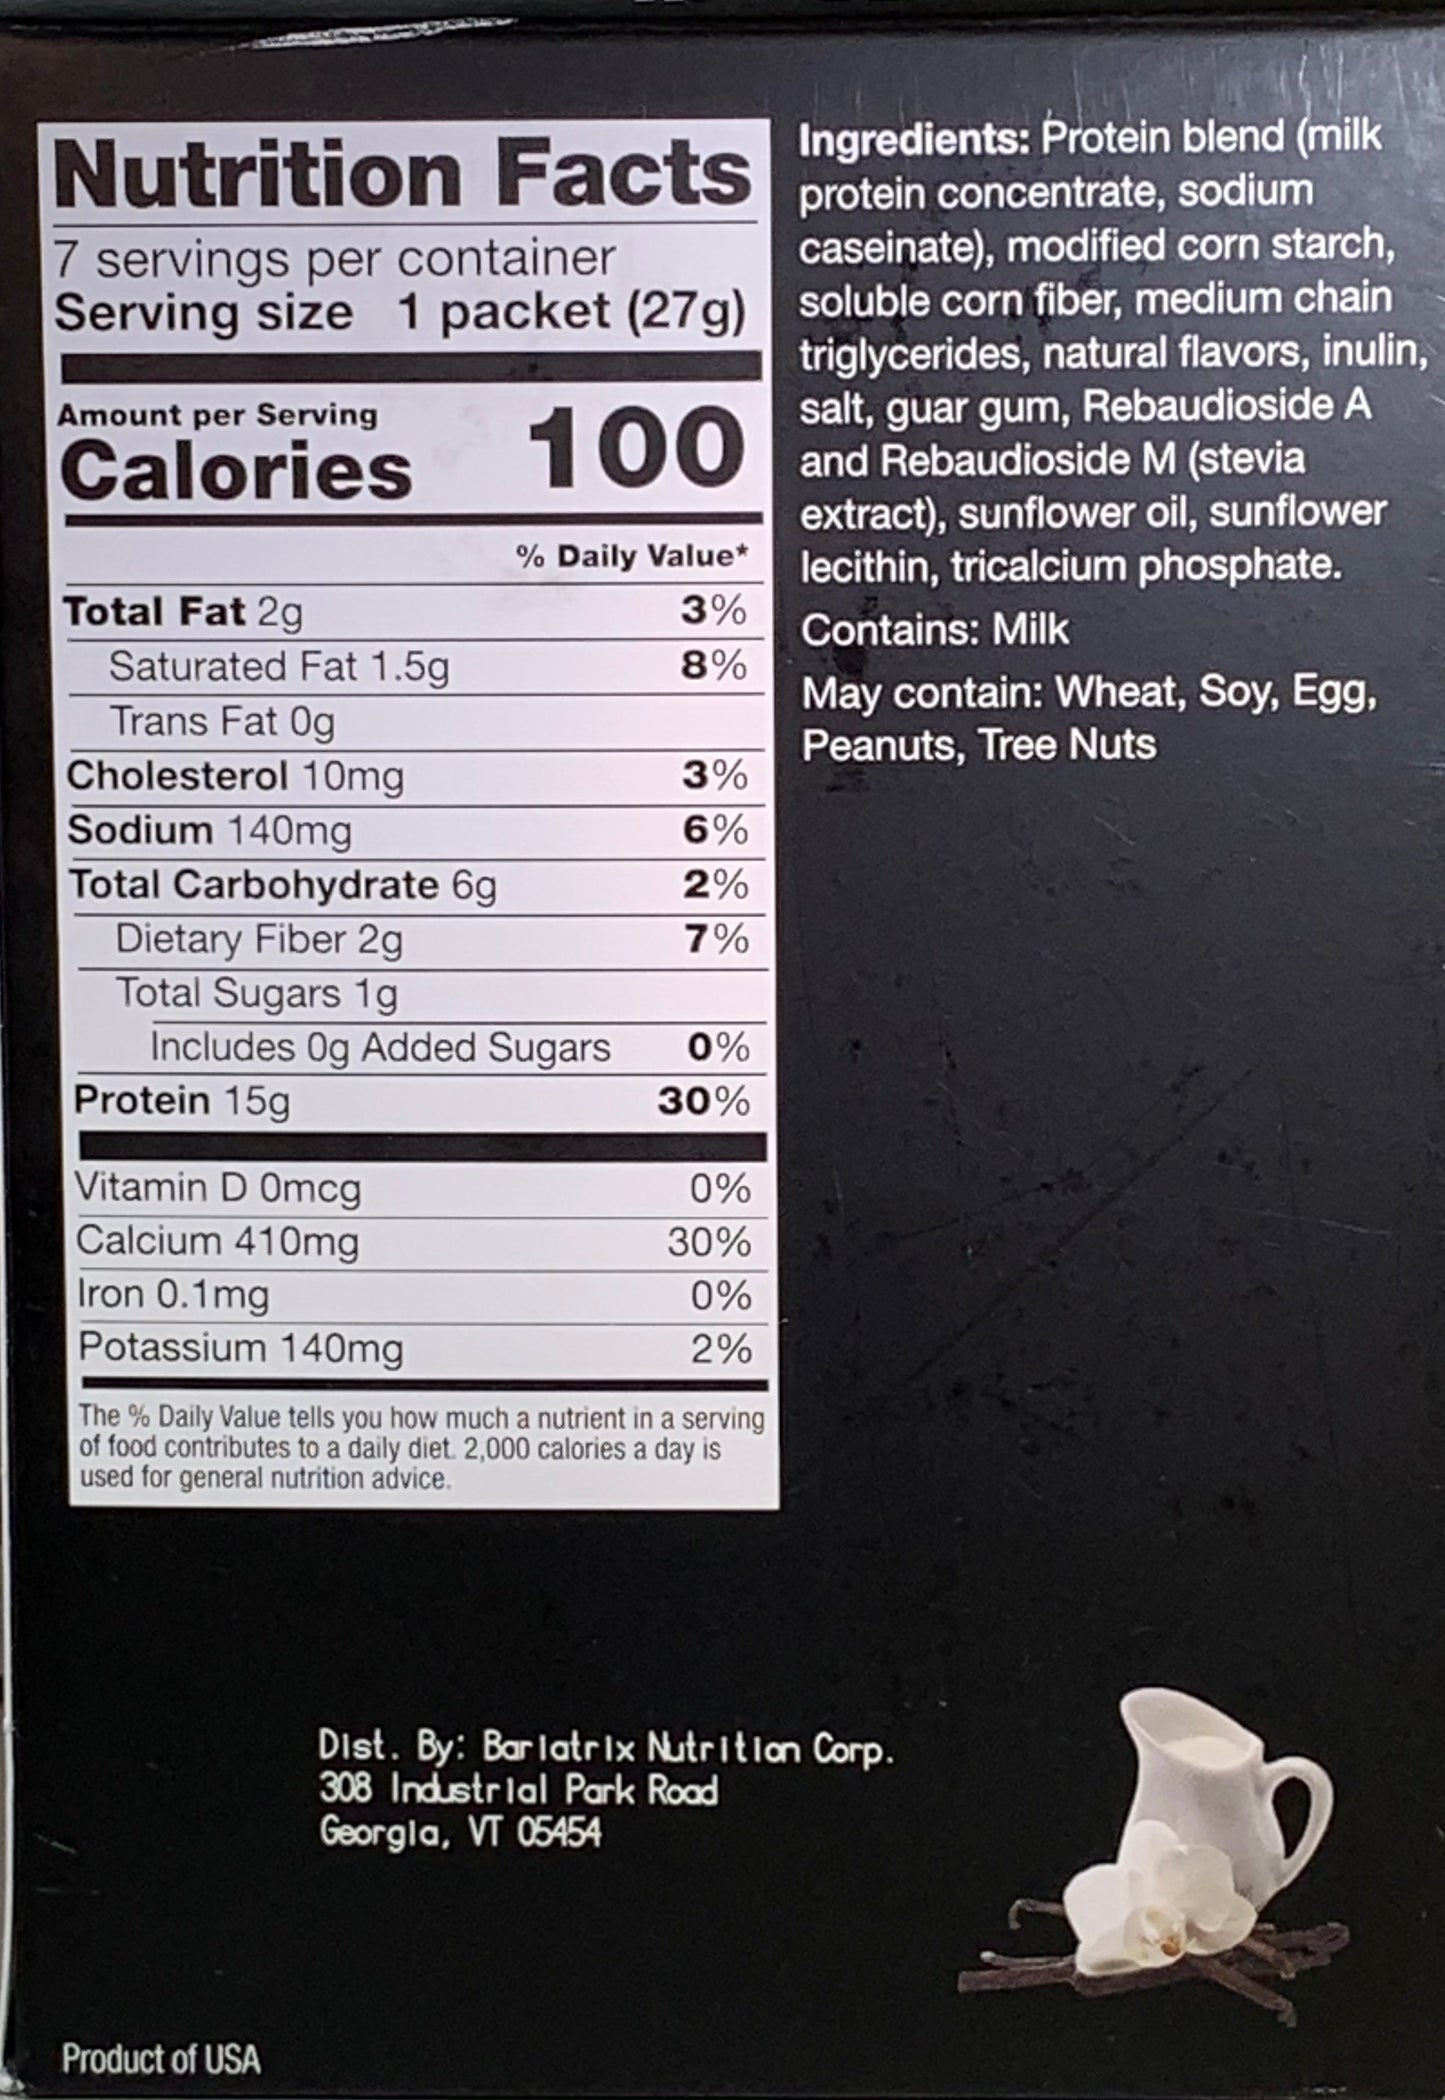 Nutrition Facts
7 servings per container
Serving size 1 packet (27g)
Amount per Serving
Calories 100
% Daily Value*
Total Fat 2g 3%
Saturated Fat 1.5g 8%
Trans Fat 0g
Cholesterol 10mg 3%
Sodium 140mg 6%
Total Carbohydrate 6g 2%
Dietary Fiber 2g 7%
Total Sugars 1g
Includes 0g Added Sugars 0%
Protein 15g 30%
Vitamin D 0mcg 0%
Calcium 410mg 30%
Iron 0.1mg 0%
Potassium 140mg 2%
The % Daily Value tells you how much a nutrient in a serving
of food contributes to a daily diet. 2,000 calories a day is
used for general nutrition advice.
Ingredients: Protein blend (milk
protein concentrate, sodium
caseinate), modified corn starch,
soluble corn fiber, medium chain
triglycerides, natural flavors, inulin,
salt, guar gum, Rebaudioside A
and Rebaudioside M (stevia
extract), sunflower oil, sunflower
lecithin, tricalcium phosphate.
Contains: Milk
May contain: Wheat, Soy, Egg,
Peanuts, Tree Nuts
Dist. By: Bariatrix Nutrition Corp.
308 Industrial Park Road
Georgia, VT 05454
Product of USA